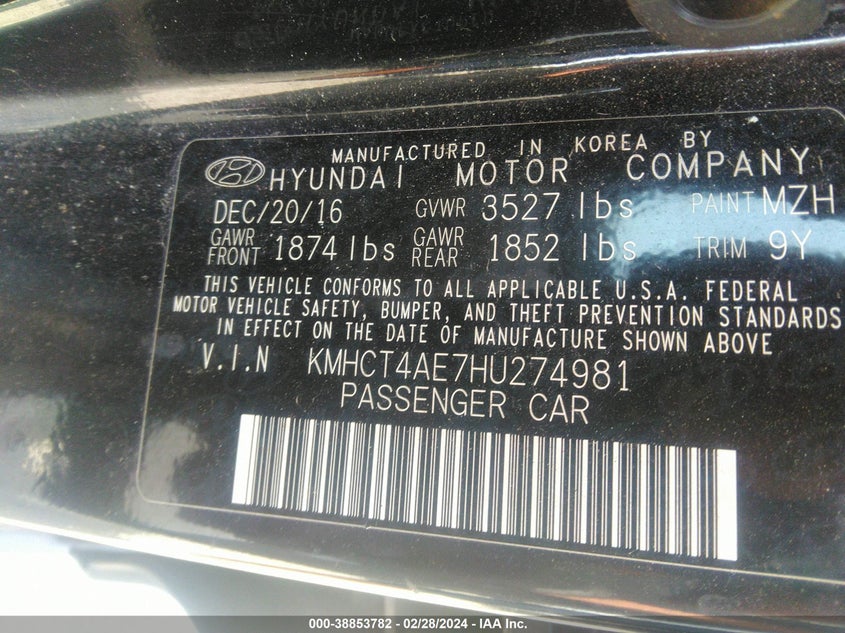 MANUFACTURED IN KOREA BY
HYUNDAI MOTOR COMPANY
DEC/20/16 GVWR 3527 lbs PAINT MZH
GAWR FRONT 1874 lbs GAWR REAR 1852 lbs TRIM 9Y
THIS VEHICLE CONFORMS TO ALL APPLICABLE U.S.A. FEDERAL
MOTOR VEHICLE SAFETY, BUMPER, AND THEFT PREVENTION STANDARDS
IN EFFECT ON THE DATE OF MANUFACTURE SHOWN ABOVE
V.I.N KMHCT4AE7HU274981
PASSENGER CAR
000-38853782 - 02/28/2024 - IAA Inc.